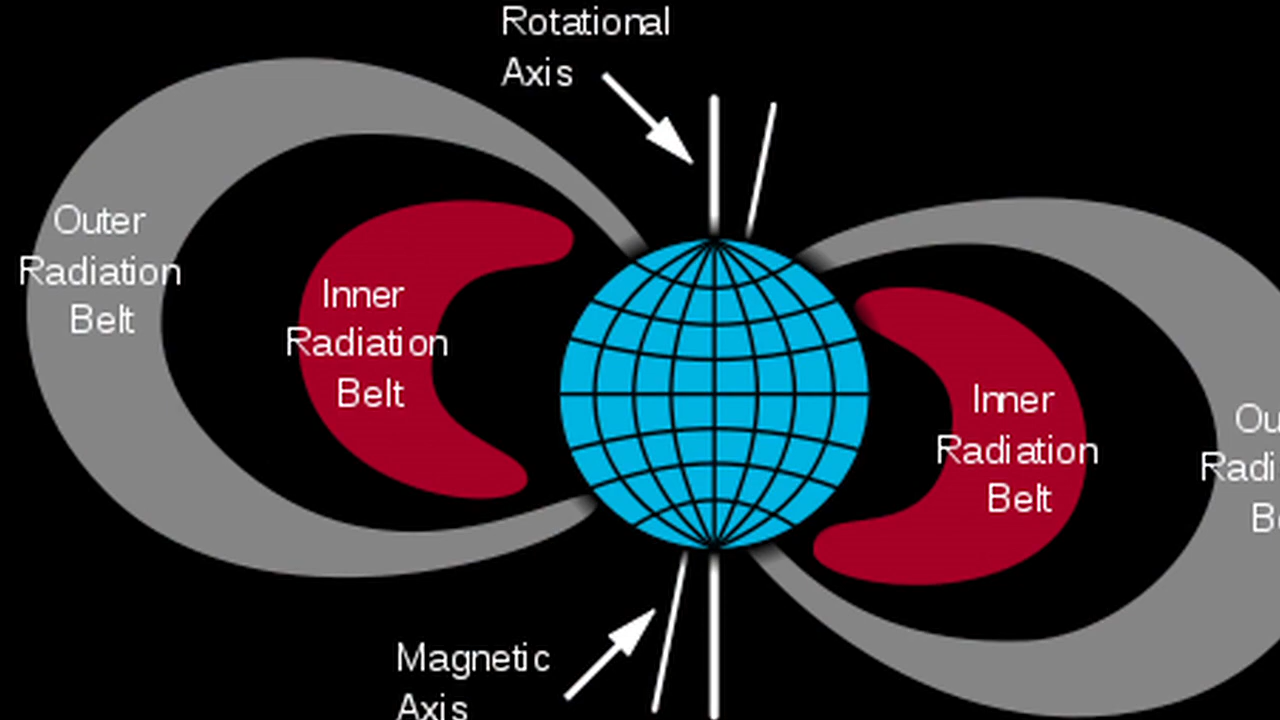 Rotational
Axis
Outer
Radiation
Belt
Inner
Radiation
Belt
Inner
Radiation
Belt
Magnetic
Axis